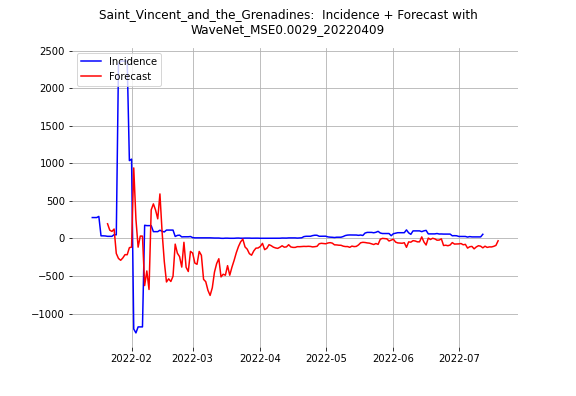 Saint_Vincent_and_the_Grenadines:  Incidence + Forecast with
WaveNet_MSE0.0029_20220409
Incidence
Forecast
2500
2000
1500
1000
500
0
−500
−1000
2022-02 2022-03 2022-04 2022-05 2022-06 2022-07